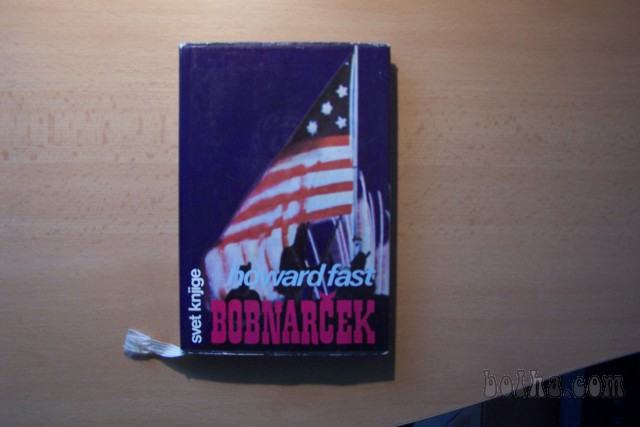 svet knjige
howard fast
BOBNARČEK
bolha.com